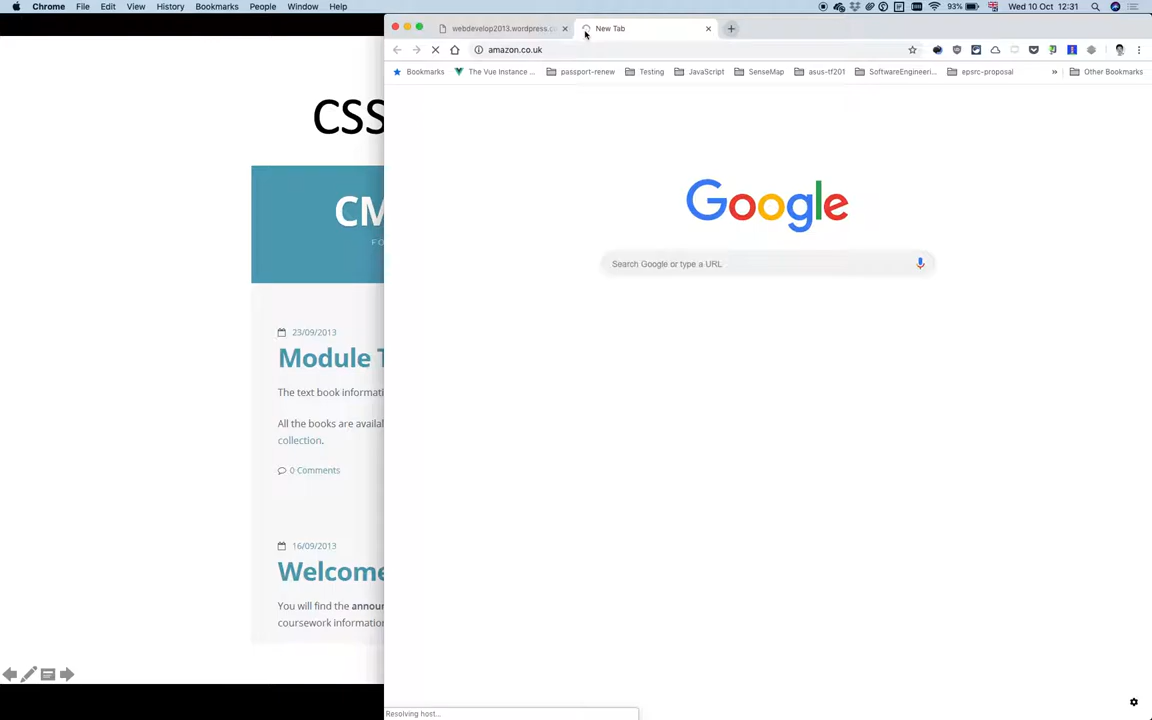 Chrome File Edit View History Bookmarks People Window Help 93% Wed 10 Oct 12:31
webdevelop2013.wordpress.c New Tab
amazon.co.uk
Bookmarks The Vue Instance ... passport-renew Testing JavaScript SenseMap asus-tf201 SoftwareEngineeri... epsrc-proposal » Other Bookmarks
CSS
Google
Search Google or type a URL
CM
FO
23/09/2013
Module T
The text book informati
All the books are availal
collection.
0 Comments
16/09/2013
Welcome
You will find the annour
coursework information
Resolving host...